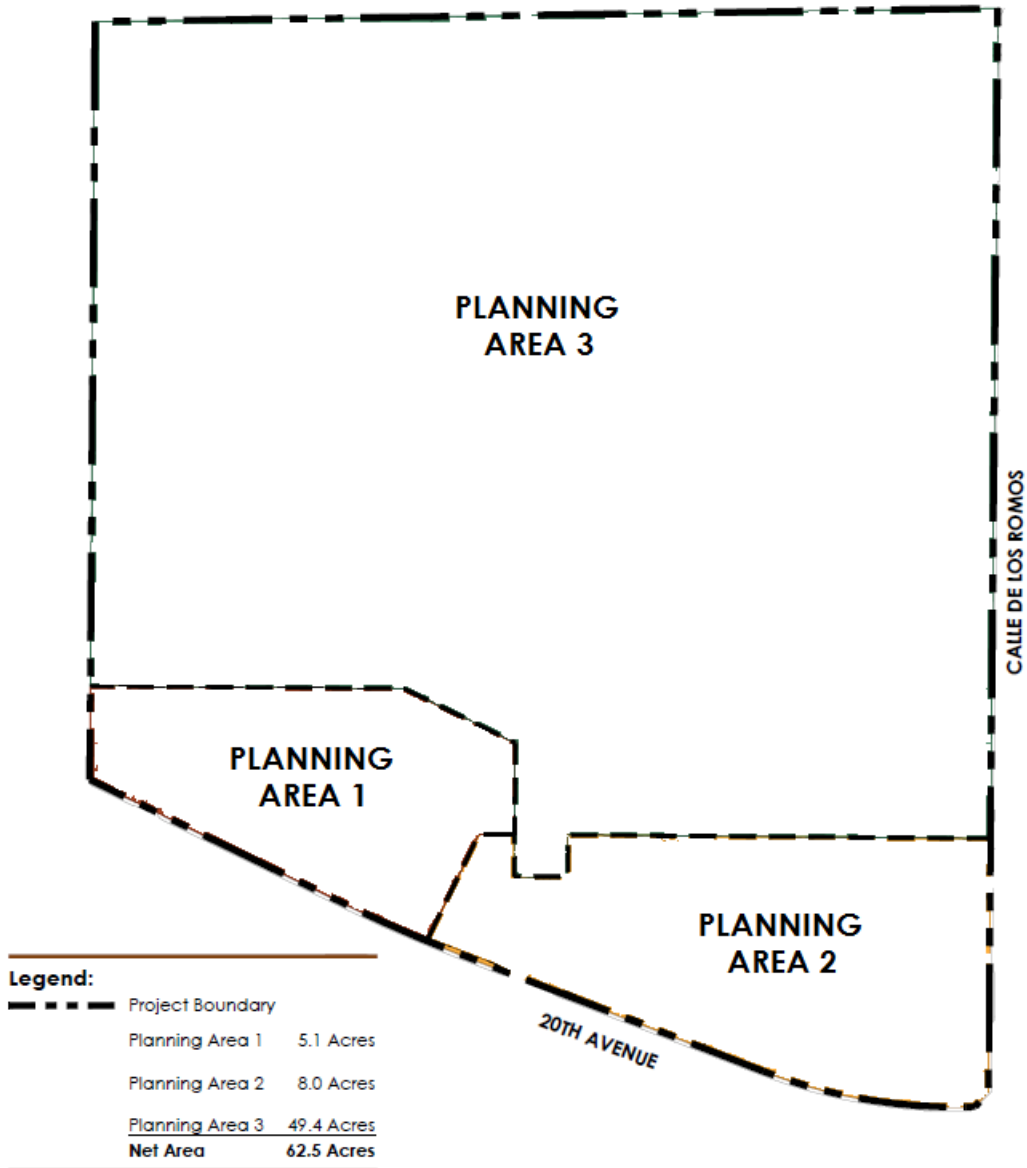 PLANNING
AREA 3
CALLE DE LOS ROMOS
PLANNING
AREA 1
PLANNING
AREA 2
20TH AVENUE
Legend:
Project Boundary
Planning Area 1 5.1 Acres
Planning Area 2 8.0 Acres
Planning Area 3 49.4 Acres
Net Area 62.5 Acres